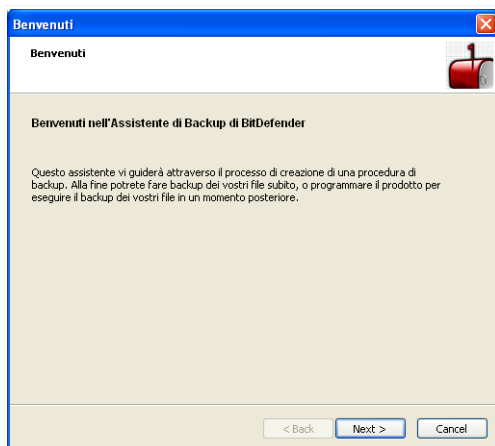 Benvenuti
Benvenuti
Benvenuti nell'Assistente di Backup di BitDefender
Questo assistente vi guiderà attraverso il processo di creazione di una procedura di
backup. Alla fine potrete fare backup dei vostri file subito, o programmare il prodotto per
eseguire il backup dei vostri file in un momento posteriore.
< Back Next > Cancel